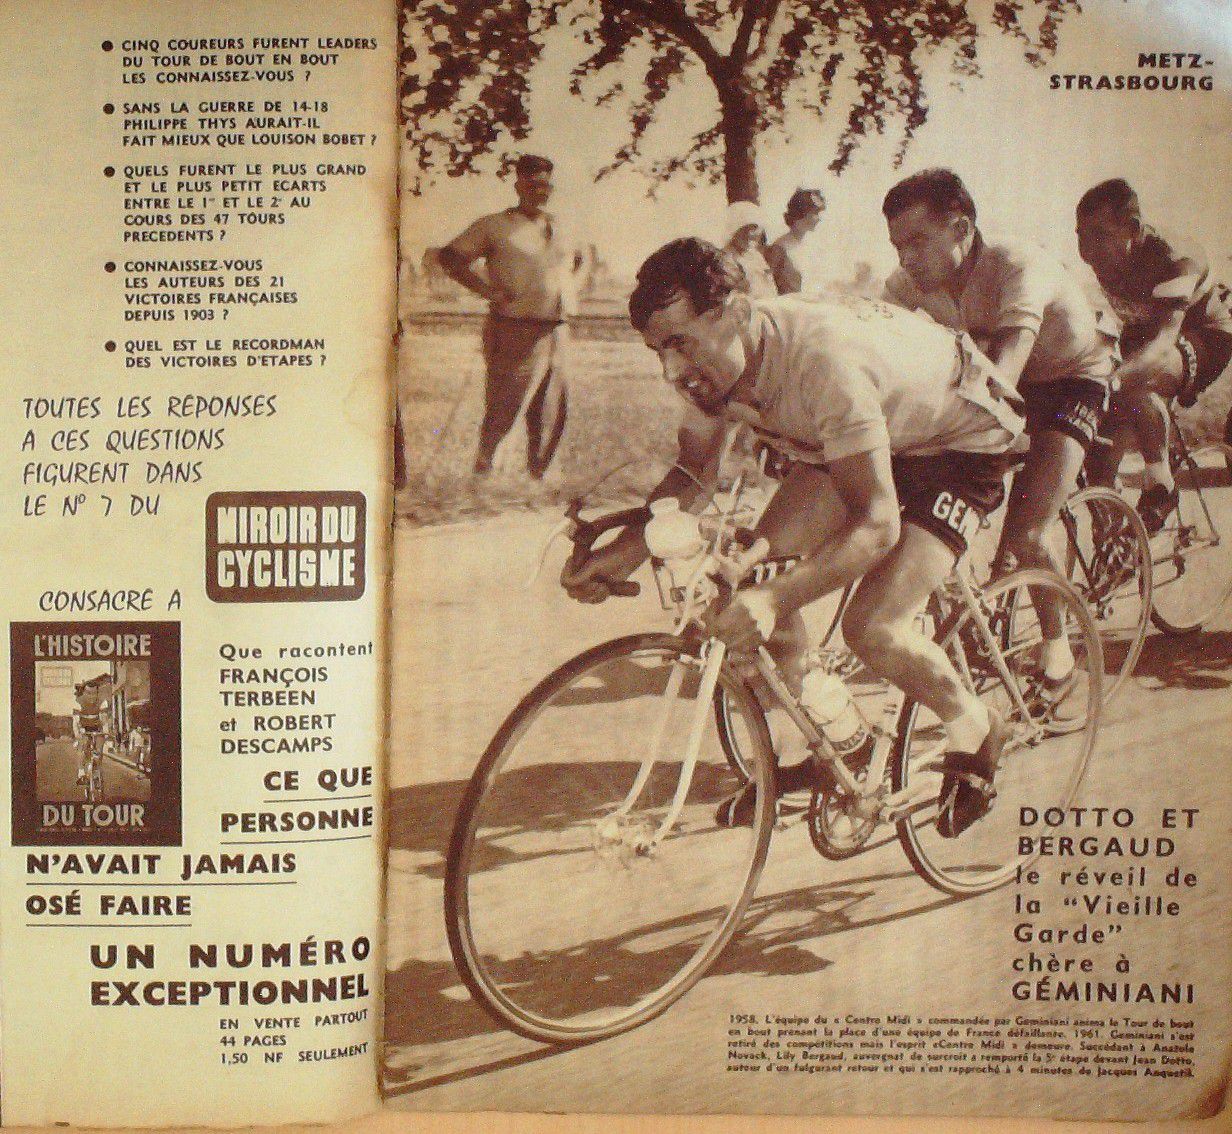 ● CINQ COUREURS FURENT LEADERS
DU TOUR DE BOUT EN BOUT
LES CONNAISSEZ-VOUS ?
● SANS LA GUERRE DE 14-18
PHILIPPE THYS AURAIT-IL
FAIT MIEUX QUE LOUISON BOBET ?
● QUELS FURENT LE PLUS GRAND
ET LE PLUS PETIT ECARTS
ENTRE LE 1er ET LE 2e AU
COURS DES 47 TOURS
PRECEDENTS ?
● CONNAISSEZ-VOUS
LES AUTEURS DES 21
VICTOIRES FRANÇAISES
DEPUIS 1903 ?
● QUEL EST LE RECORDMAN
DES VICTOIRES D'ETAPES ?
TOUTES LES RÉPONSES
A CES QUESTIONS
FIGURENT DANS
LE N° 7 DU
MIROIR DU
CYCLISME
CONSACRÉ A
L'HISTOIRE
DU TOUR
Que racontent
FRANÇOIS
TERBEEN
et ROBERT
DESCAMPS
CE QUE
PERSONNE
N'AVAIT JAMAIS
OSÉ FAIRE
UN NUMÉRO
EXCEPTIONNEL
EN VENTE PARTOUT
44 PAGES
1,50 NF SEULEMENT
METZ-
STRASBOURG
GEM
DOTTO ET
BERGAUD
le réveil de
la "Vieille
Garde"
chère à
GÉMINIANI
1958. L'équipe du « Centre Midi » commandée par Geminiani anima le Tour de bout
en bout prenant la place d'une équipe de France défaillante. 1961. Geminiani s'est
retiré des compétitions mais l'esprit «Centre Midi » demeure. Succédant à Anatole
Novack, Lily Bergaud, auvergnat de surcroit a remporté la 5e étape devant Jean Dotto,
auteur d'un fulgurant retour et qui s'est rapproché à 4 minutes de Jacques Anquetil.